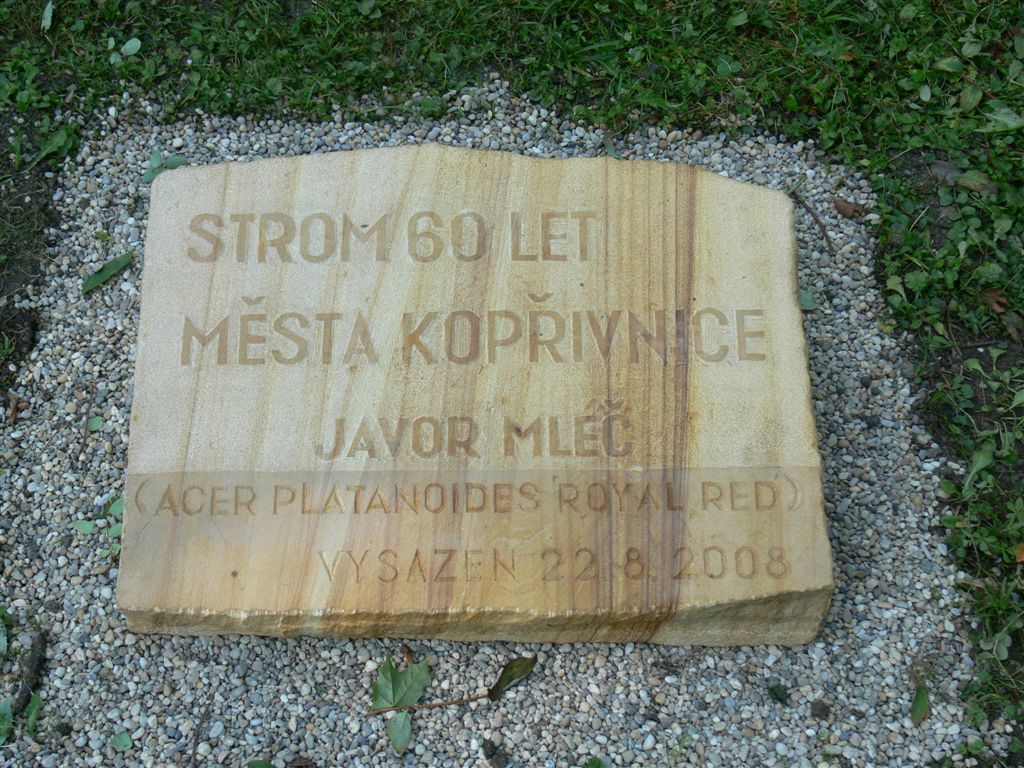 STROM 60 LET
MĚSTA KOPŘIVNICE
JAVOR MLÉČ
(ACER PLATANOIDES 'ROYAL RED')
VYSAZEN 22.8.2008